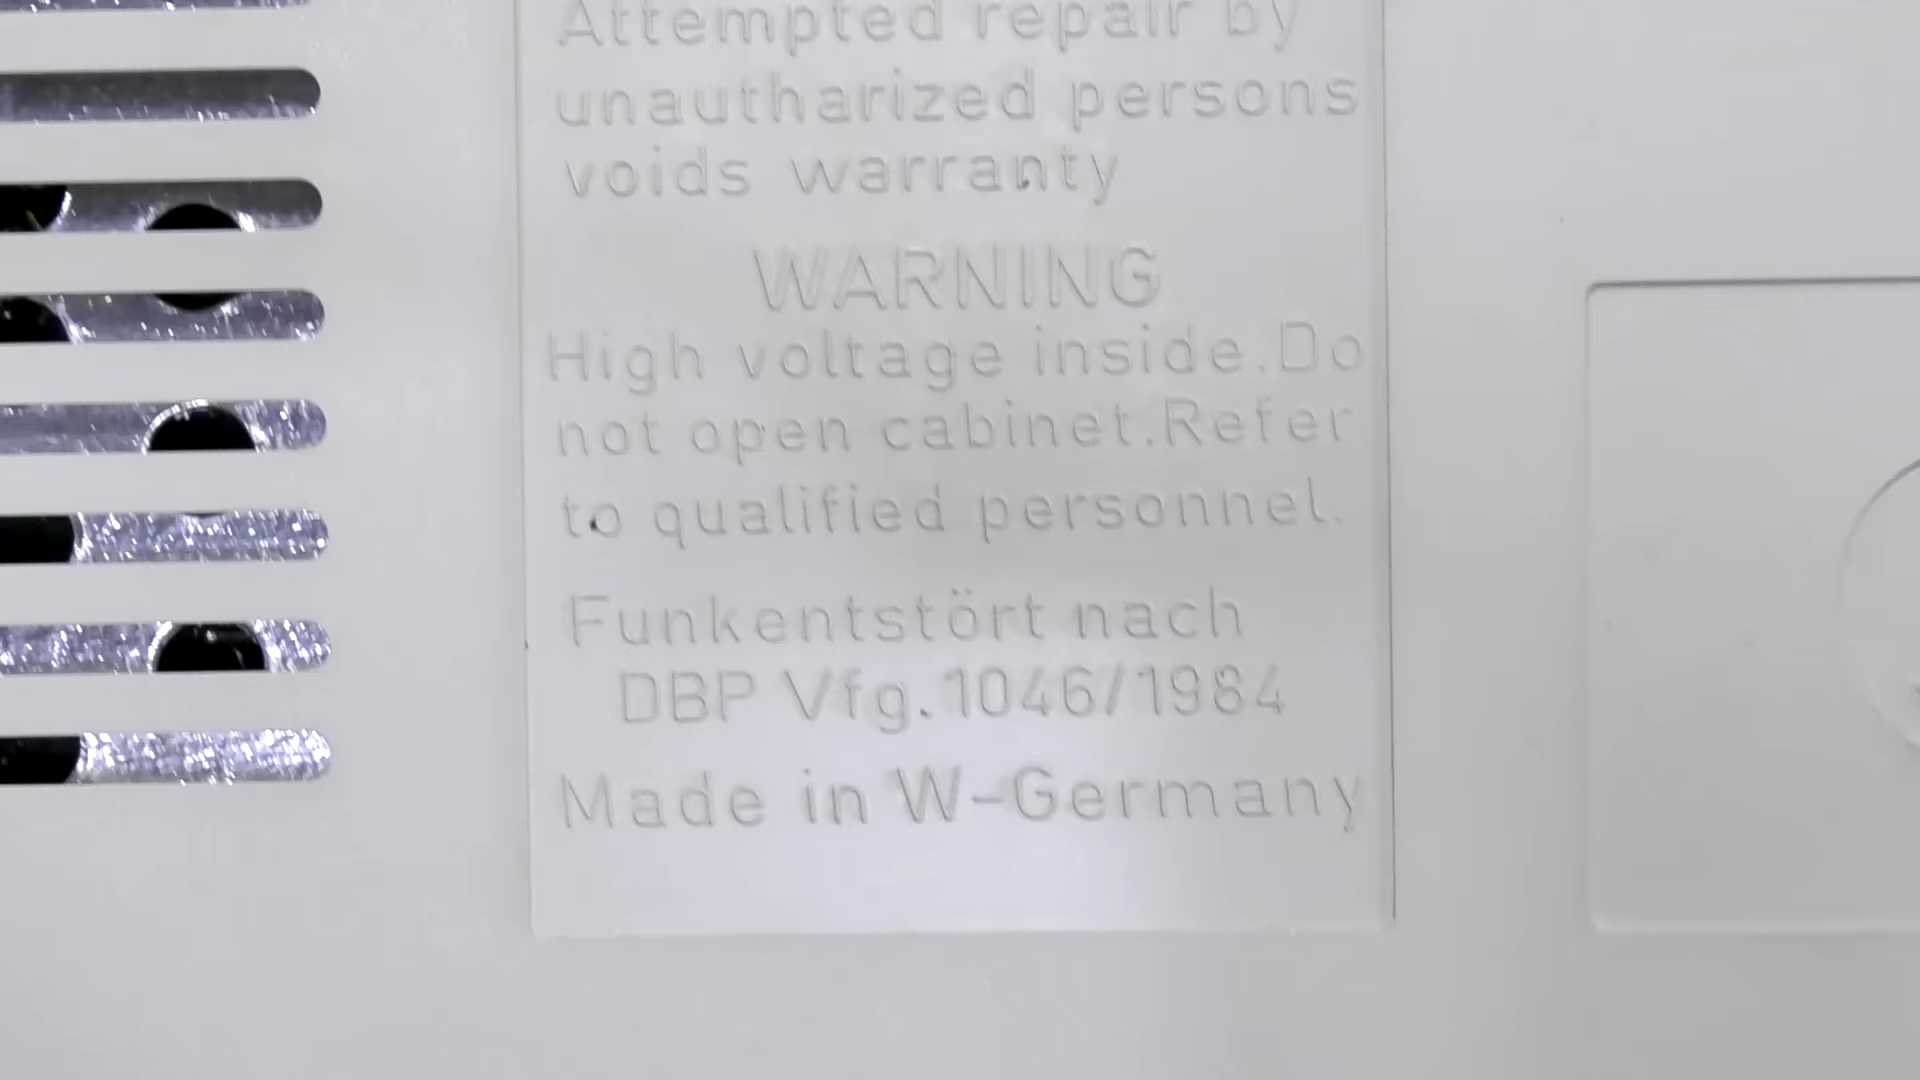 Attempted repair by
unautharized persons
voids warranty
WARNING
High voltage inside.Do
not open cabinet.Refer
to qualified personnel.
Funkentstört nach
DBP Vfg.1046/1984
Made in W-Germany